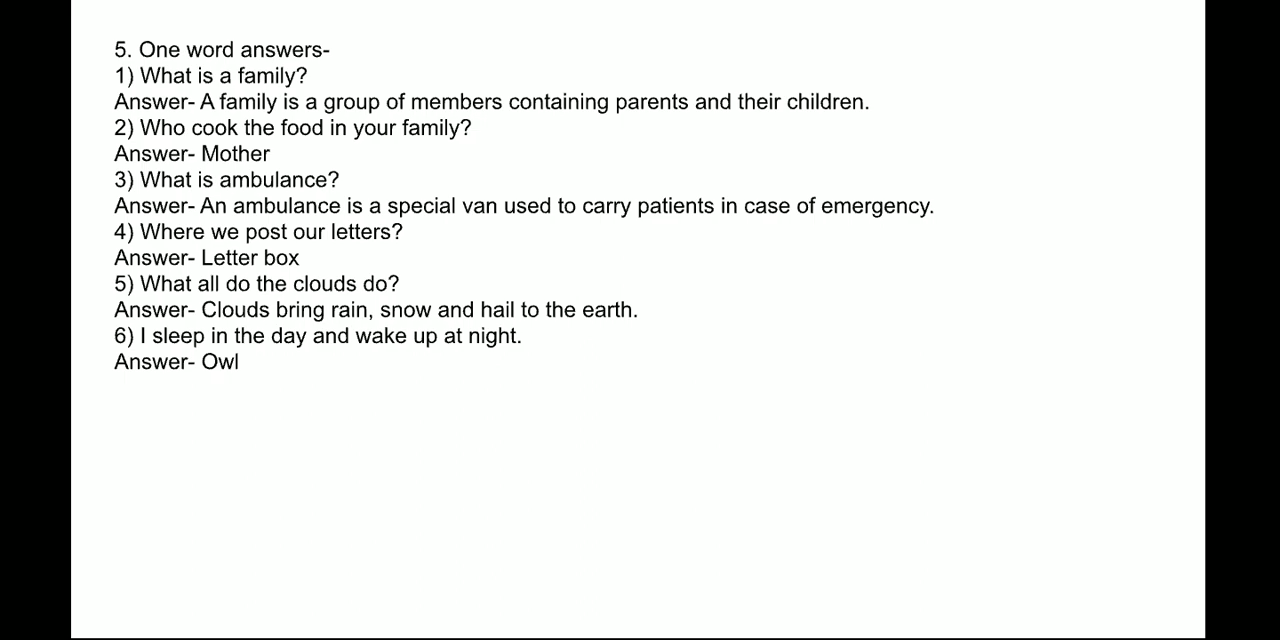 5. One word answers-
1) What is a family?
Answer- A family is a group of members containing parents and their children.
2) Who cook the food in your family?
Answer- Mother
3) What is ambulance?
Answer- An ambulance is a special van used to carry patients in case of emergency.
4) Where we post our letters?
Answer- Letter box
5) What all do the clouds do?
Answer- Clouds bring rain, snow and hail to the earth.
6) I sleep in the day and wake up at night.
Answer- Owl